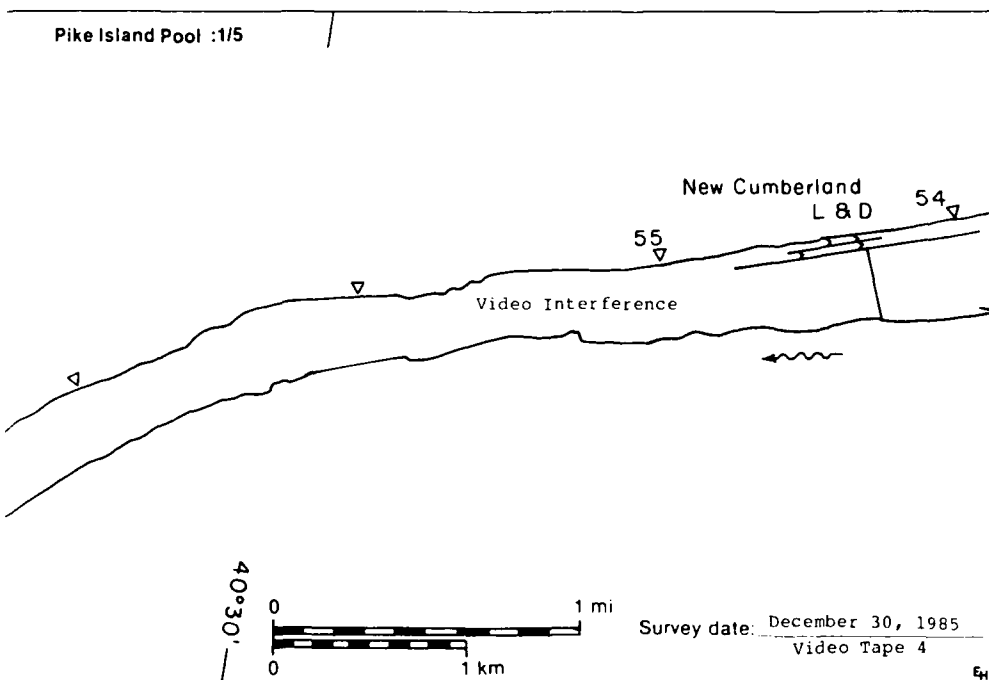 Pike Island Pool :1/5
New Cumberland
L & D
54
55
Video Interference
40°30'
0 1 mi
0 1 km
Survey date: December 30, 1985
Video Tape 4
EH